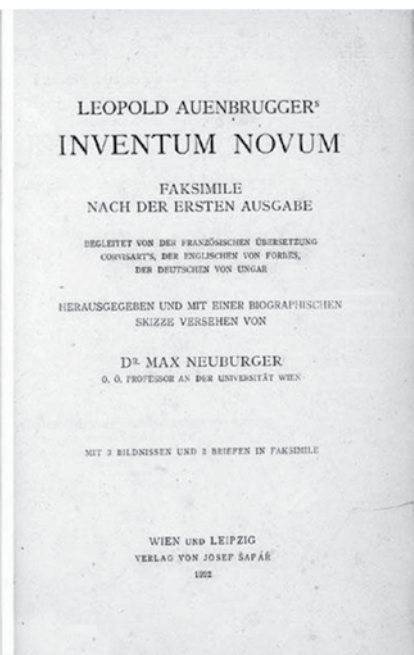 LEOPOLD AUENBRUGGERs
INVENTUM NOVUM
FAKSIMILE
NACH DER ERSTEN AUSGABE
BEGLEITET VON DER FRANZÖSISCHEN ÜBERSETZUNG
CORVISART'S, DER ENGLISCHEN VON FORBES,
DER DEUTSCHEN VON UNGAR
HERAUSGEGEBEN UND MIT EINER BIOGRAPHISCHEN
SKIZZE VERSEHEN VON
DR. MAX NEUBURGER
O. Ö. PROFESSOR AN DER UNIVERSITÄT WIEN
MIT 3 BILDNISSEN UND 2 BRIEFEN IN FAKSIMILE
WIEN UND LEIPZIG
VERLAG VON JOSEF ŠAFÁŘ
1922